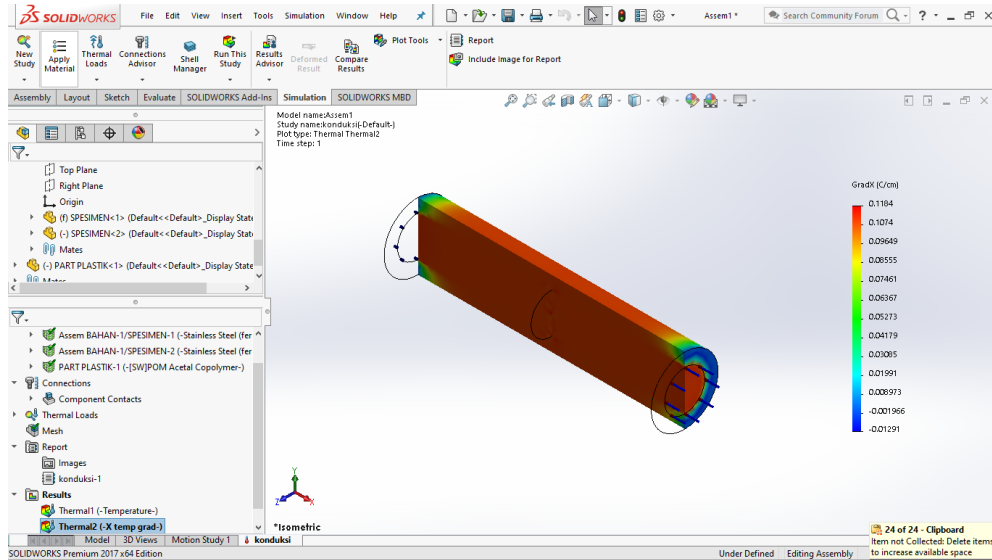 SOLIDWORKS File Edit View Insert Tools Simulation Window Help Assem1 * Search Community Forum
New Study
Apply Material
Thermal Loads
Connections Advisor
Shell Manager
Run This Study
Results Advisor
Deformed Result
Compare Results
Plot Tools
Report
Include Image for Report
Assembly Layout Sketch Evaluate SOLIDWORKS Add-Ins Simulation SOLIDWORKS MBD
Model name:Assem1
Study name:konduksi(-Default-)
Plot type: Thermal Thermal2
Time step: 1
Top Plane
Right Plane
Origin
(f) SPESIMEN<1> (Default<<Default>_Display State
(-) SPESIMEN<2> (Default<<Default>_Display State
Mates
(-) PART PLASTIK<1> (Default<<Default>_Display State
Mates
Assem BAHAN-1/SPESIMEN-1 (-Stainless Steel (fer
Assem BAHAN-1/SPESIMEN-2 (-Stainless Steel (fer
PART PLASTIK-1 (-[SW]POM Acetal Copolymer-)
Connections
Component Contacts
Thermal Loads
Mesh
Report
Images
konduksi-1
Results
Thermal1 (-Temperature-)
Thermal2 (-X temp grad-)
GradX (C/cm)
0.1184
0.1074
0.09649
0.08555
0.07461
0.06367
0.05273
0.04179
0.03085
0.01991
0.008973
-0.001966
-0.01291
Y
Z
X
*Isometric
Model 3D Views Motion Study 1 konduksi
24 of 24 - Clipboard
Item not Collected: Delete items
to increase available space
SOLIDWORKS Premium 2017 x64 Edition Under Defined Editing Assembly